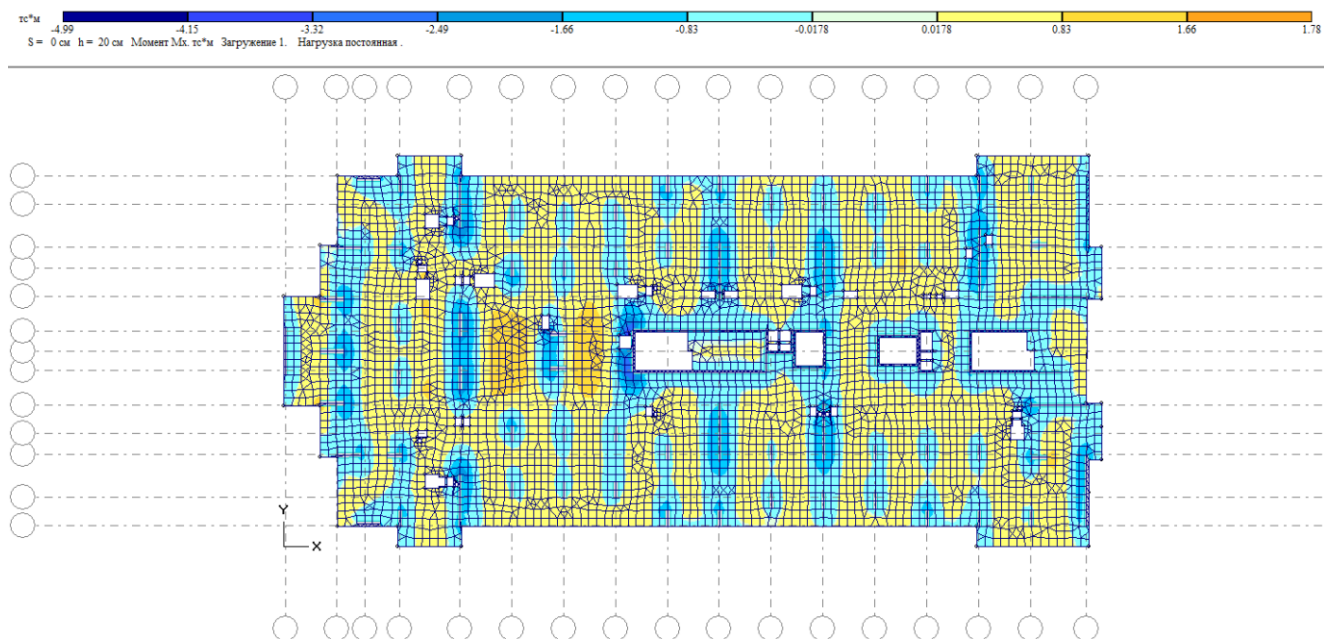 тс*м
-4.99 -4.15 -3.32 -2.49 -1.66 -0.83 -0.0178 0.0178 0.83 1.66 1.78
S = 0 см h = 20 см Момент Мх. тс*м Загружение 1. Нагрузка постоянная .
Y
X